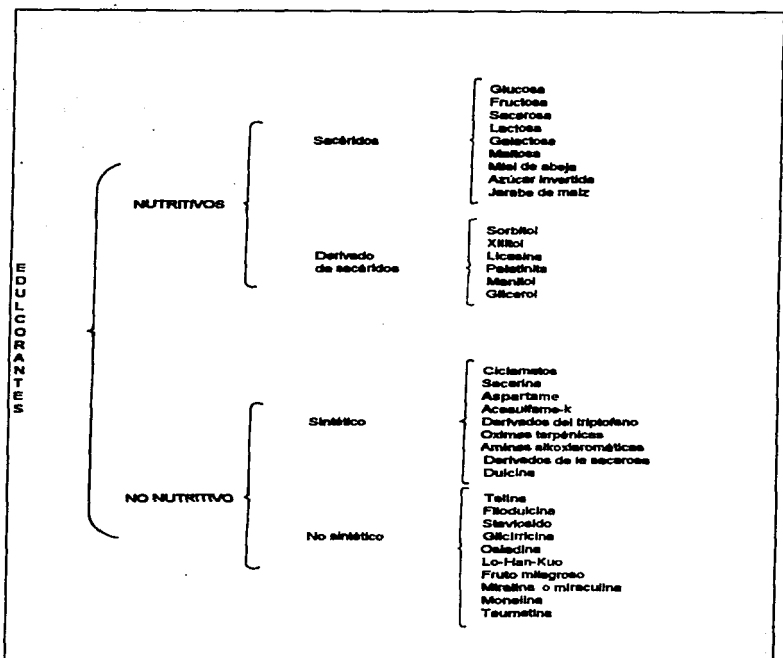 EDULCORANTES
NUTRITIVOS
Sacáridos
Glucosa
Fructosa
Sacarosa
Lactosa
Galactosa
Maltosa
Miel de abeja
Azúcar invertida
Jarabe de maíz
Derivado
de sacáridos
Sorbitol
Xilitol
Licasina
Palatinita
Manitol
Glicerol
NO NUTRITIVO
Sintético
Ciclamatos
Sacarina
Aspartame
Acesulfame-k
Derivados del triptofano
Oximas terpénicas
Aminas alkoxiaromáticas
Derivados de la sacarosa
Dulcina
No sintético
Talina
Filodulcina
Steviosido
Glicirricina
Osladina
Lo-Han-Kuo
Fruto milagroso
Miralina o miraculina
Monelina
Taumatina